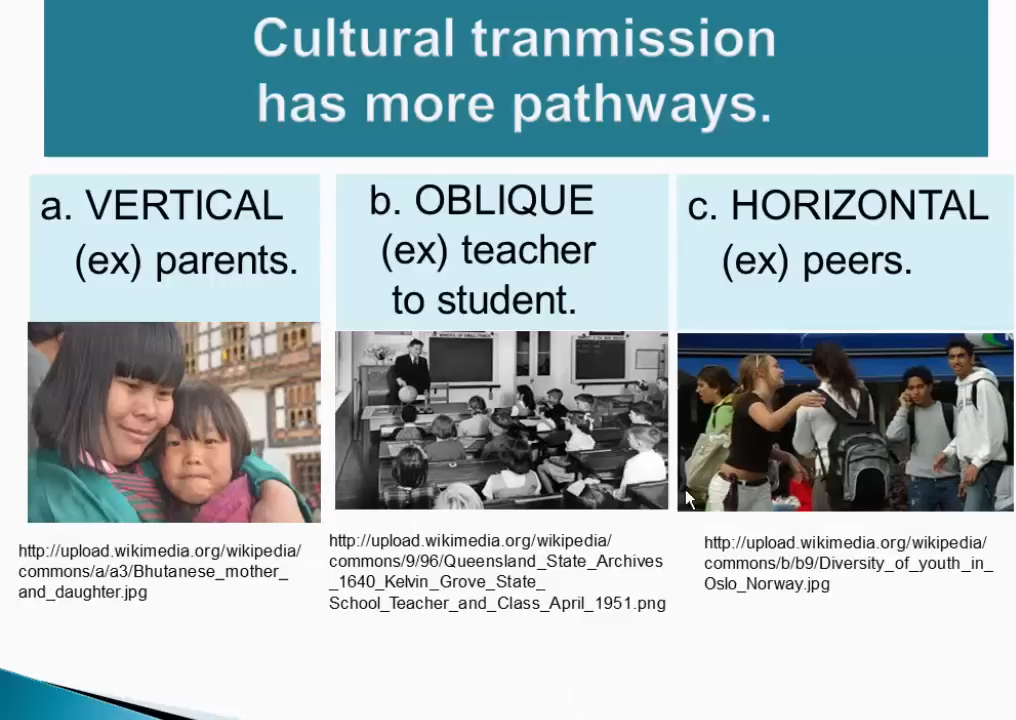 Cultural tranmission
has more pathways.
a. VERTICAL
(ex) parents.
b. OBLIQUE
(ex) teacher
to student.
c. HORIZONTAL
(ex) peers.
http://upload.wikimedia.org/wikipedia/
commons/a/a3/Bhutanese_mother_
and_daughter.jpg
http://upload.wikimedia.org/wikipedia/
commons/9/96/Queensland_State_Archives
_1640_Kelvin_Grove_State_
School_Teacher_and_Class_April_1951.png
http://upload.wikimedia.org/wikipedia/
commons/b/b9/Diversity_of_youth_in_
Oslo_Norway.jpg